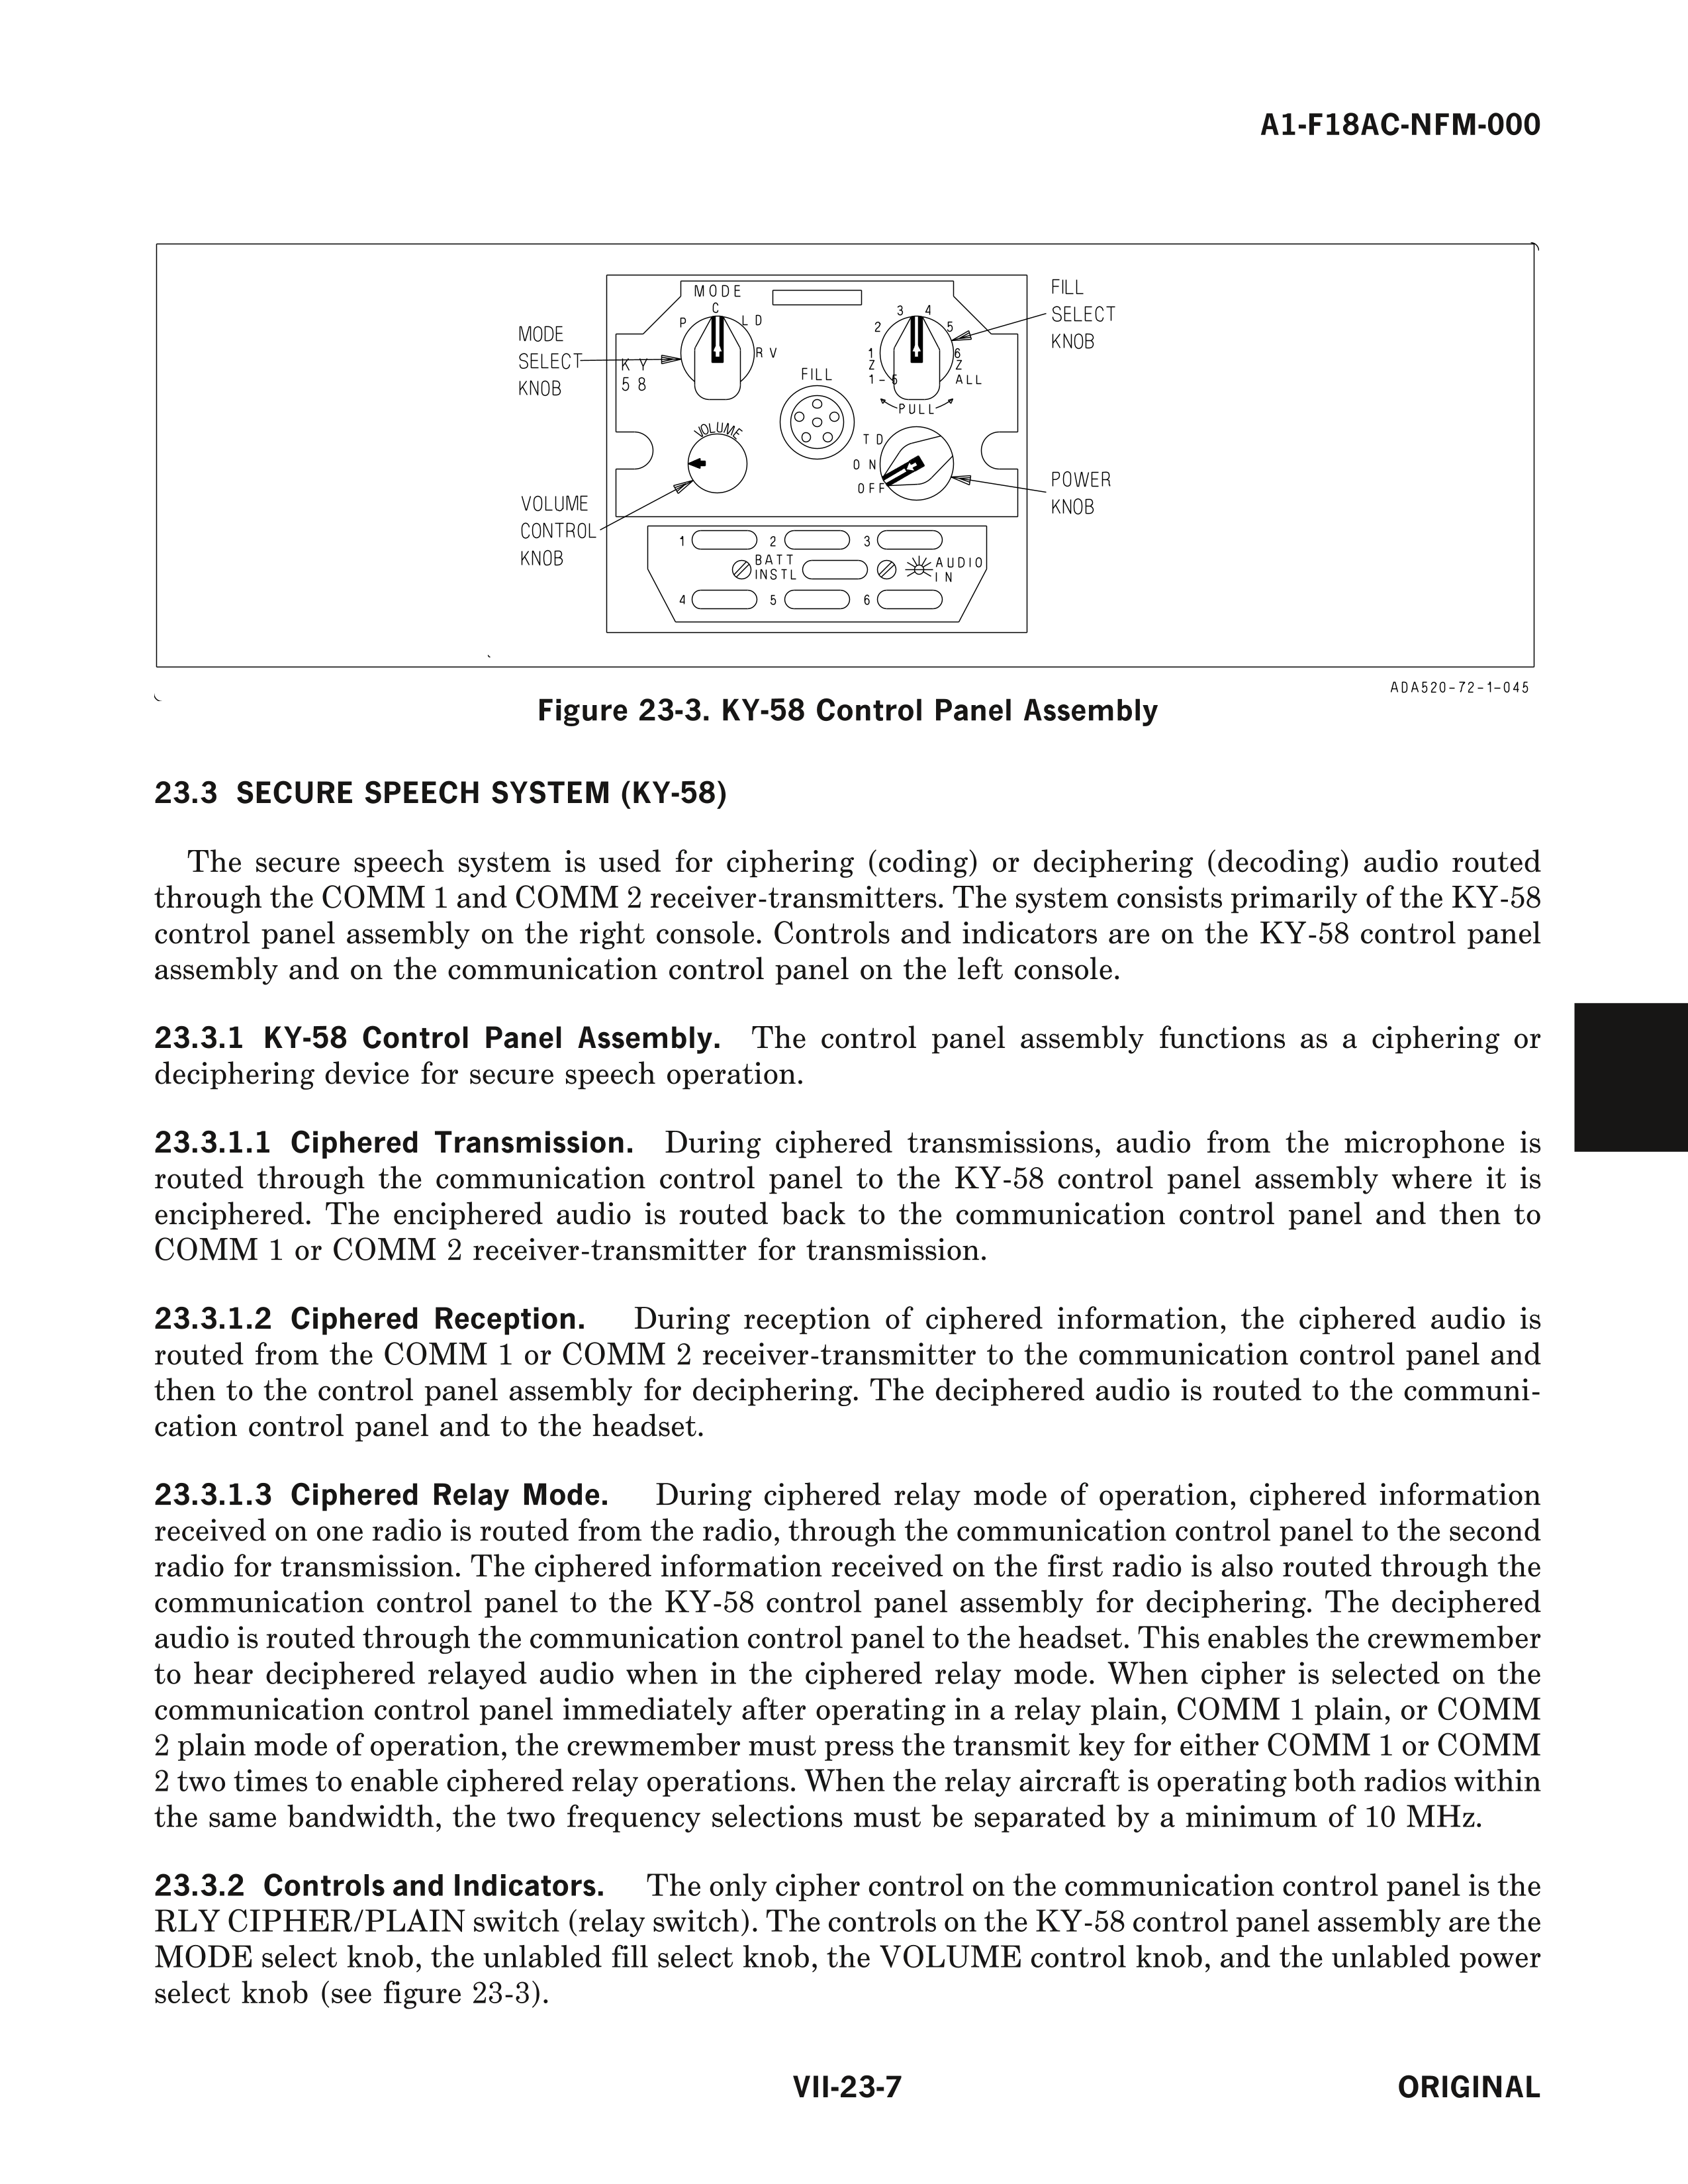 A1-F18AC-NFM-000
MODE
C
P
LD
RV
KY
58
MODE
SELECT
KNOB
3 4
2
5
1
6
Z
Z
1-5
ALL
PULL
FILL
SELECT
KNOB
FILL
VOLUME
TD
ON
OFF
POWER
KNOB
VOLUME
CONTROL
KNOB
1 2 3
BATT
INSTL
AUDIO
IN
4 5 6
ADA520-72-1-045
Figure 23-3. KY-58 Control Panel Assembly
23.3 SECURE SPEECH SYSTEM (KY-58)
The secure speech system is used for ciphering (coding) or deciphering (decoding) audio routed
through the COMM 1 and COMM 2 receiver-transmitters. The system consists primarily of the KY-58
control panel assembly on the right console. Controls and indicators are on the KY-58 control panel
assembly and on the communication control panel on the left console.
23.3.1 KY-58 Control Panel Assembly. The control panel assembly functions as a ciphering or
deciphering device for secure speech operation.
23.3.1.1 Ciphered Transmission. During ciphered transmissions, audio from the microphone is
routed through the communication control panel to the KY-58 control panel assembly where it is
enciphered. The enciphered audio is routed back to the communication control panel and then to
COMM 1 or COMM 2 receiver-transmitter for transmission.
23.3.1.2 Ciphered Reception. During reception of ciphered information, the ciphered audio is
routed from the COMM 1 or COMM 2 receiver-transmitter to the communication control panel and
then to the control panel assembly for deciphering. The deciphered audio is routed to the communi-
cation control panel and to the headset.
23.3.1.3 Ciphered Relay Mode. During ciphered relay mode of operation, ciphered information
received on one radio is routed from the radio, through the communication control panel to the second
radio for transmission. The ciphered information received on the first radio is also routed through the
communication control panel to the KY-58 control panel assembly for deciphering. The deciphered
audio is routed through the communication control panel to the headset. This enables the crewmember
to hear deciphered relayed audio when in the ciphered relay mode. When cipher is selected on the
communication control panel immediately after operating in a relay plain, COMM 1 plain, or COMM
2 plain mode of operation, the crewmember must press the transmit key for either COMM 1 or COMM
2 two times to enable ciphered relay operations. When the relay aircraft is operating both radios within
the same bandwidth, the two frequency selections must be separated by a minimum of 10 MHz.
23.3.2 Controls and Indicators. The only cipher control on the communication control panel is the
RLY CIPHER/PLAIN switch (relay switch). The controls on the KY-58 control panel assembly are the
MODE select knob, the unlabled fill select knob, the VOLUME control knob, and the unlabled power
select knob (see figure 23-3).
VII-23-7
ORIGINAL